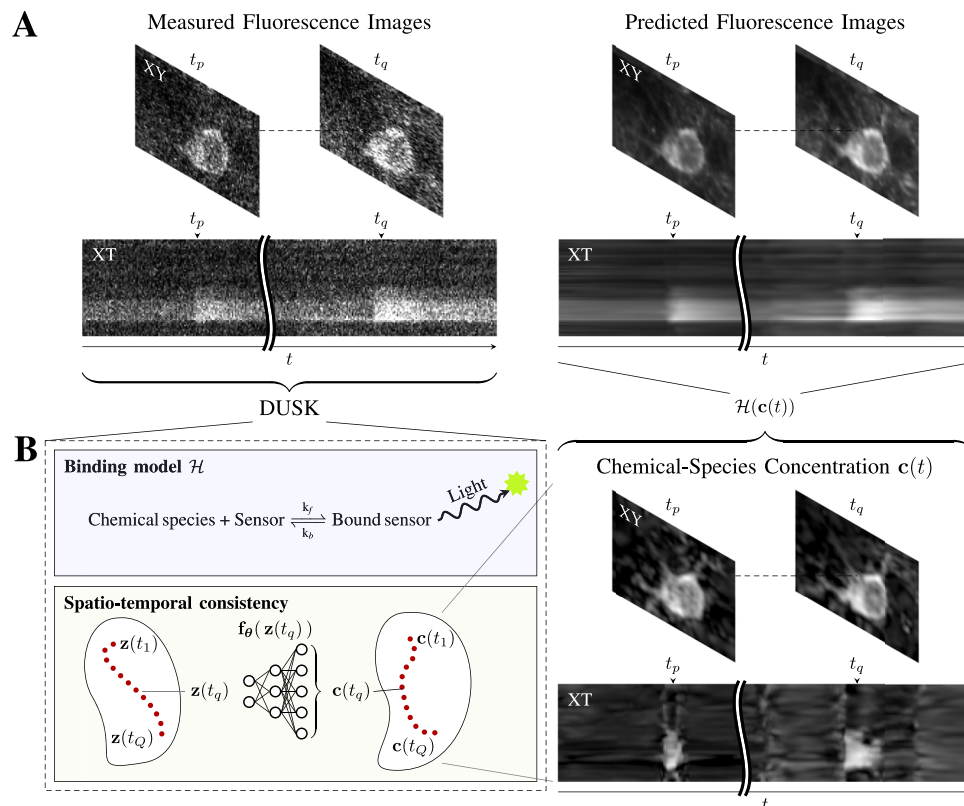 A
Measured Fluorescence Images
Predicted Fluorescence Images
t_p
t_q
t_p
t_q
XY
XY
t_p
t_q
t_p
t_q
XT
XT
t
t
DUSK
ℋ(c(t))
B
Binding model ℋ
Chemical species + Sensor
k_f
k_b
Bound sensor
Light
Spatio-temporal consistency
z(t_1)
z(t_q)
z(t_Q)
f_θ( z(t_q))
c(t_1)
c(t_q)
c(t_Q)
Chemical-Species Concentration c(t)
t_p
t_q
XY
t_p
t_q
XT
t